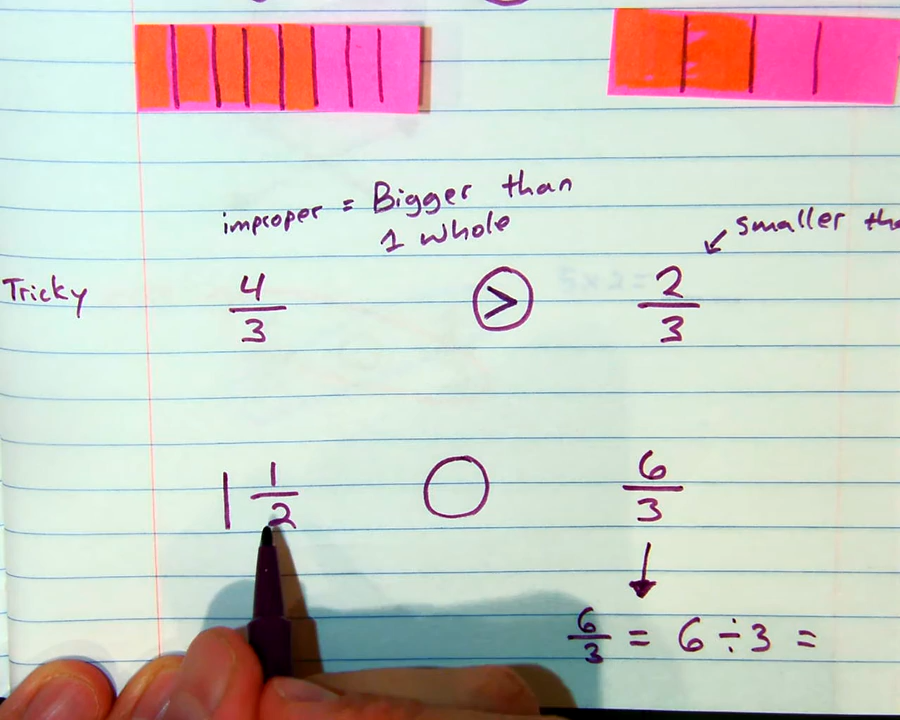 improper = Bigger than
1 whole
smaller
Tricky 4/3 > 2/3
1 1/2 6/3
6/3 = 6 ÷ 3 =